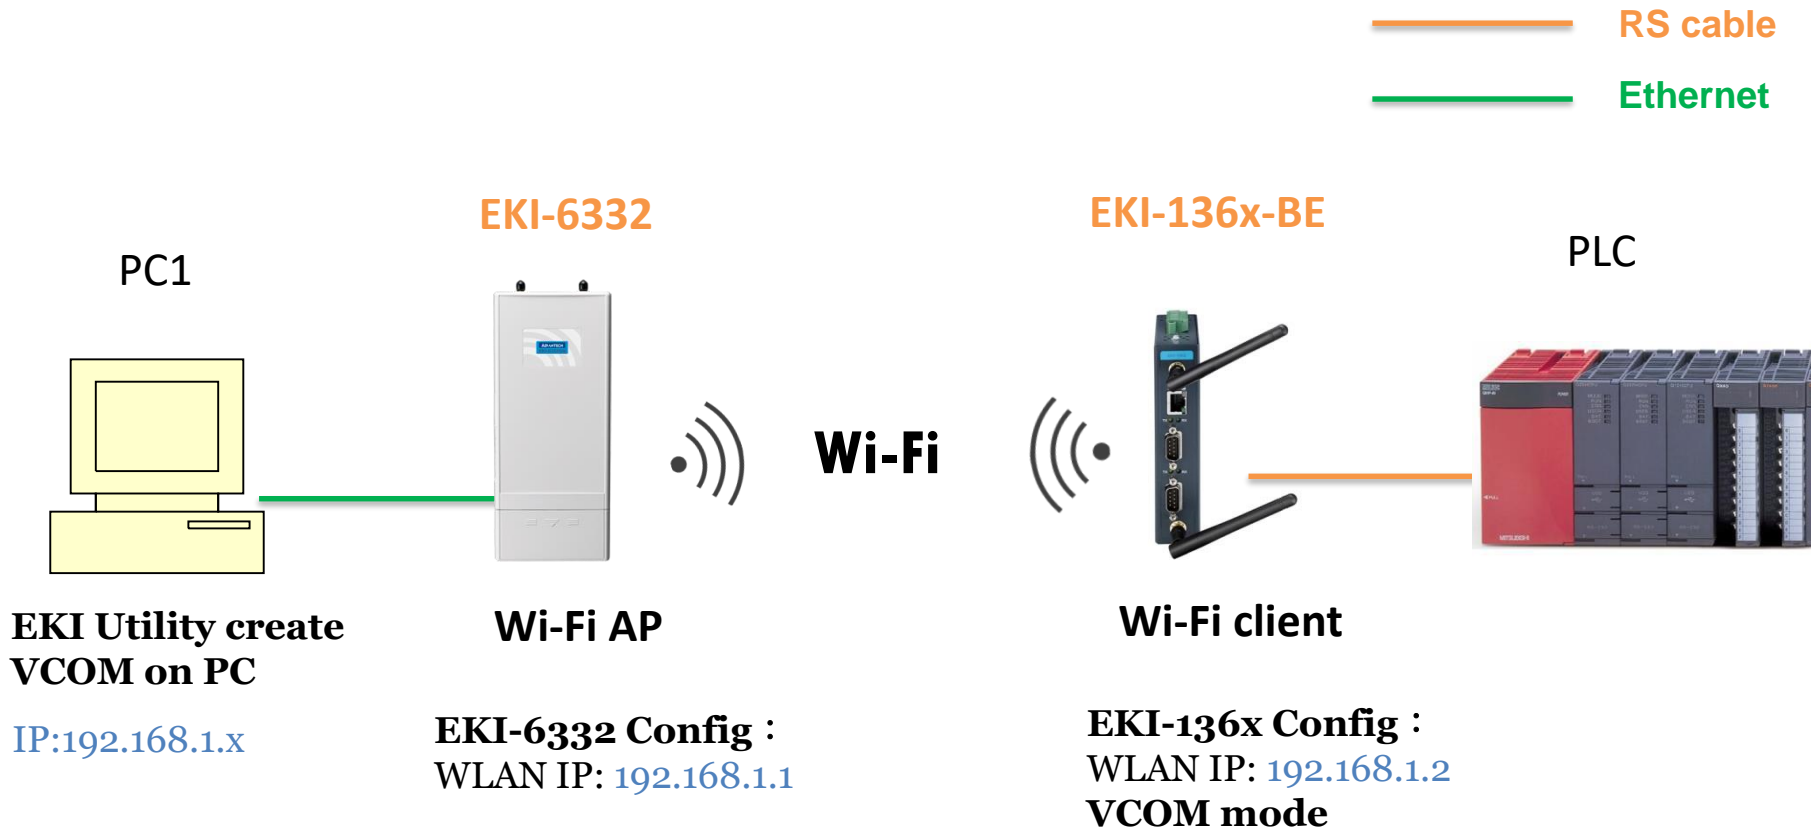 RS cable
Ethernet
EKI-6332
EKI-136x-BE
PC1
PLC
Wi-Fi
Wi-Fi AP
Wi-Fi client
EKI Utility create
VCOM on PC
IP:192.168.1.x
EKI-6332 Config：
WLAN IP: 192.168.1.1
EKI-136x Config：
WLAN IP: 192.168.1.2
VCOM mode
ADVANTECH
MITSUBISHI